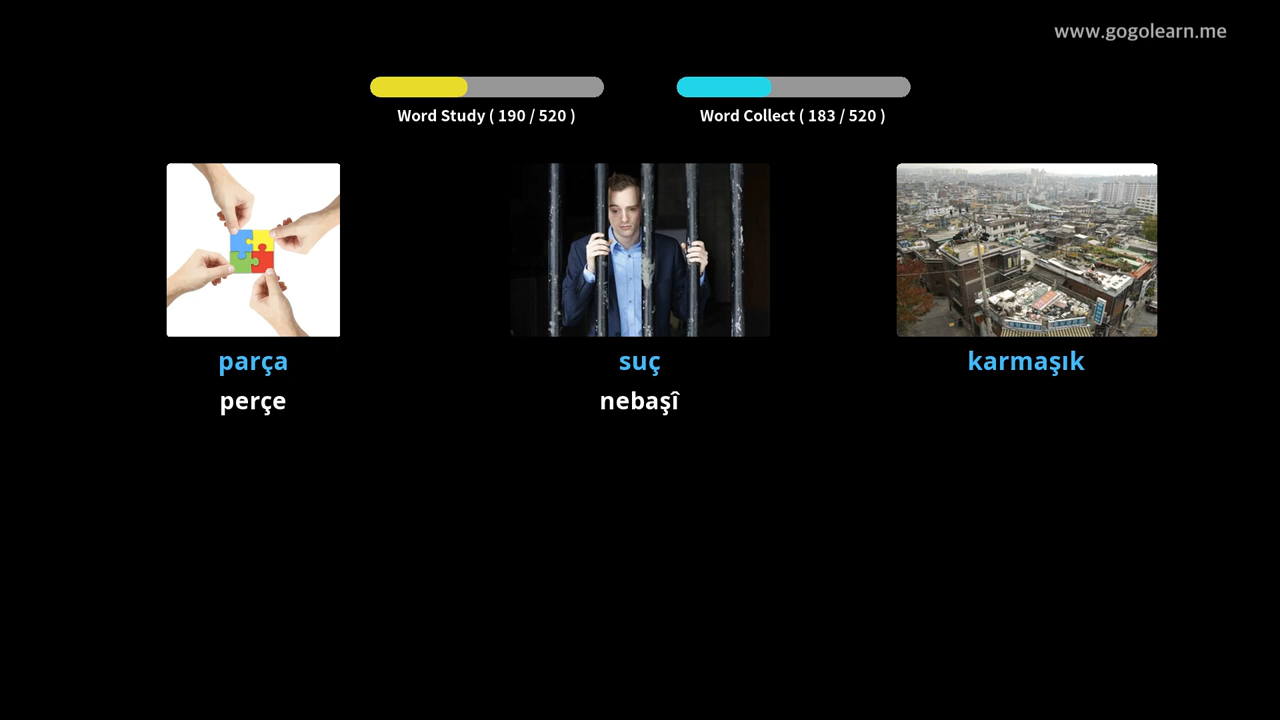 www.gogolearn.me
Word Study ( 190 / 520 )
Word Collect ( 183 / 520 )
parça
suç
karmaşık
perçe
nebaşî